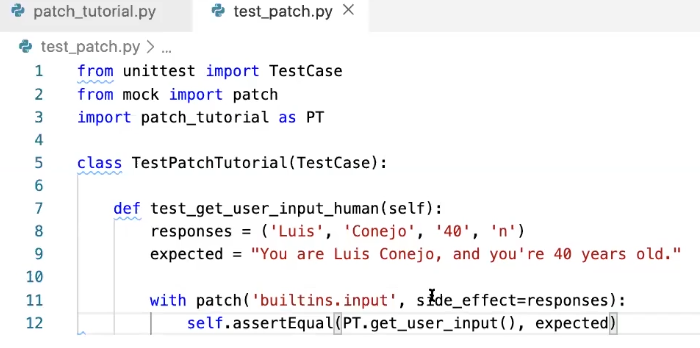 patch_tutorial.py test_patch.py ×
test_patch.py > ...
1 from unittest import TestCase
2 from mock import patch
3 import patch_tutorial as PT
4
5 class TestPatchTutorial(TestCase):
6
7 def test_get_user_input_human(self):
8 responses = ('Luis', 'Conejo', '40', 'n')
9 expected = "You are Luis Conejo, and you're 40 years old."
10
11 with patch('builtins.input', side_effect=responses):
12 self.assertEqual(PT.get_user_input(), expected)